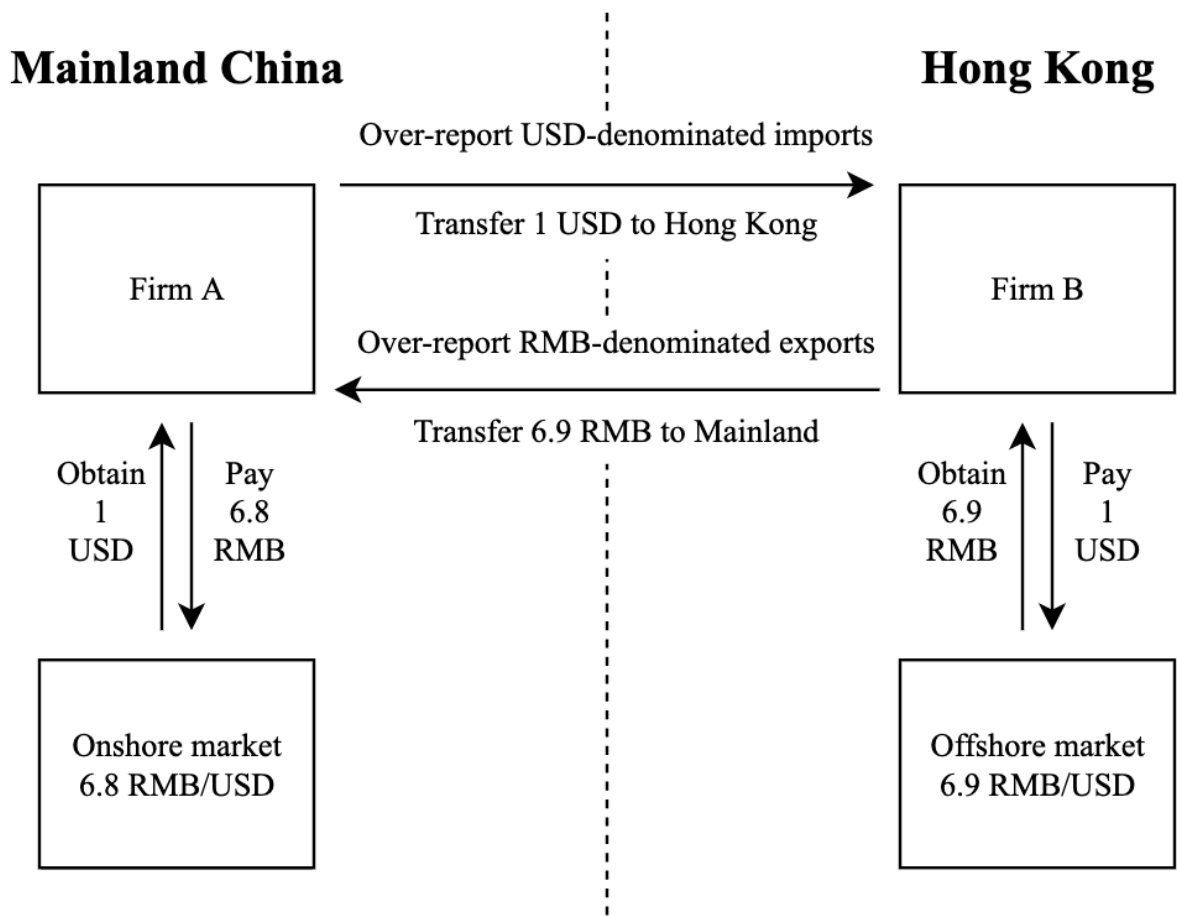 Mainland China
Hong Kong
Over-report USD-denominated imports
Transfer 1 USD to Hong Kong
Firm A
Firm B
Over-report RMB-denominated exports
Transfer 6.9 RMB to Mainland
Obtain
1
USD
Pay
6.8
RMB
Obtain
6.9
RMB
Pay
1
USD
Onshore market
6.8 RMB/USD
Offshore market
6.9 RMB/USD